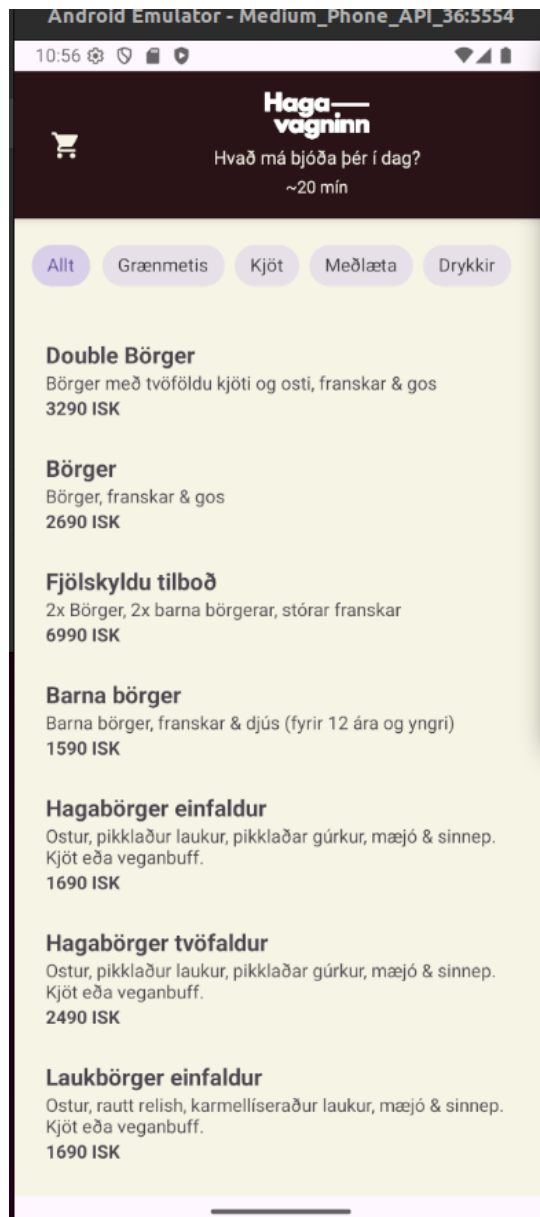 Android Emulator - Medium_Phone_API_36:5554
10:56
Haga
vagninn
Hvað má bjóða þér í dag?
~20 mín
Allt
Grænmetis
Kjöt
Meðlæta
Drykkir
Double Börger
Börger með tvöföldu kjöti og osti, franskar & gos
3290 ISK
Börger
Börger, franskar & gos
2690 ISK
Fjölskyldu tilboð
2x Börger, 2x barna börgerar, stórar franskar
6990 ISK
Barna börger
Barna börger, franskar & djús (fyrir 12 ára og yngri)
1590 ISK
Hagabörger einfaldur
Ostur, pikklaður laukur, pikklaðar gúrkur, mæjó & sinnep.
Kjöt eða veganbuff.
1690 ISK
Hagabörger tvöfaldur
Ostur, pikklaður laukur, pikklaðar gúrkur, mæjó & sinnep.
Kjöt eða veganbuff.
2490 ISK
Laukbörger einfaldur
Ostur, rautt relish, karmellíseraður laukur, mæjó & sinnep.
Kjöt eða veganbuff.
1690 ISK